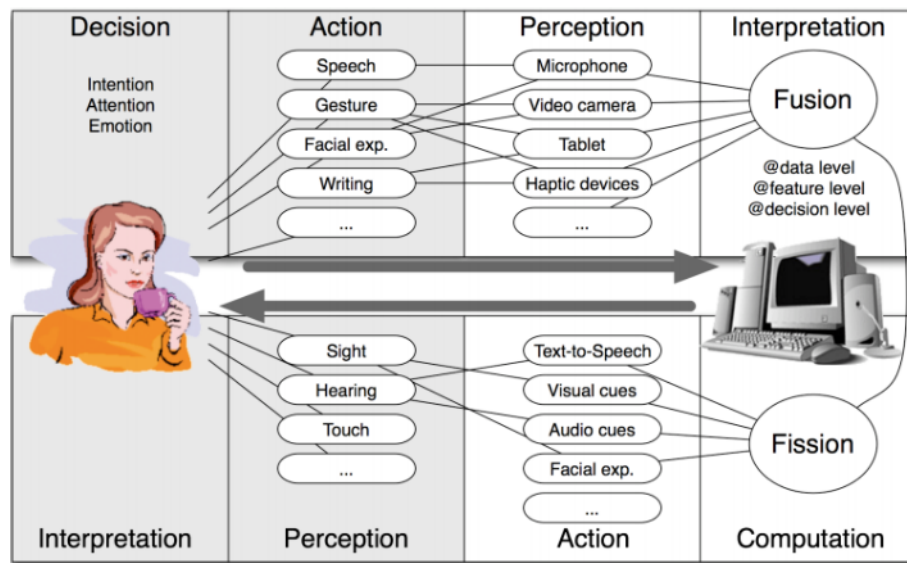 Decision
Action
Perception
Interpretation
Intention
Attention
Emotion
Speech
Gesture
Facial exp.
Writing
...
Microphone
Video camera
Tablet
Haptic devices
...
Fusion
@data level
@feature level
@decision level
Sight
Hearing
Touch
...
Text-to-Speech
Visual cues
Audio cues
Facial exp.
...
Fission
Interpretation
Perception
Action
Computation